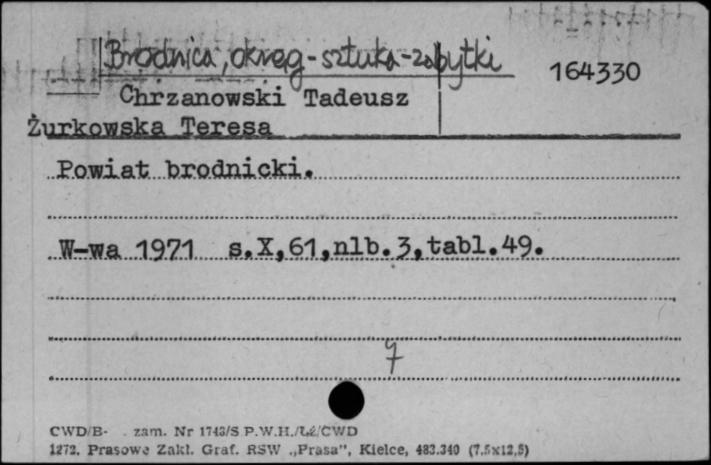 Brodnica, okręg - sztuka - zabytki
164330
Chrzanowski Tadeusz
Żurkowska Teresa
Powiat brodnicki.
W-wa 1971 s.X,61,nlb.3,tabl.49.
CWD/B- zam. Nr 1743/S P.W.H./Łź/CWD
1272. Prasowe Zakł. Graf. RSW „Prasa", Kielce, 483.340 (7,5x12,5)